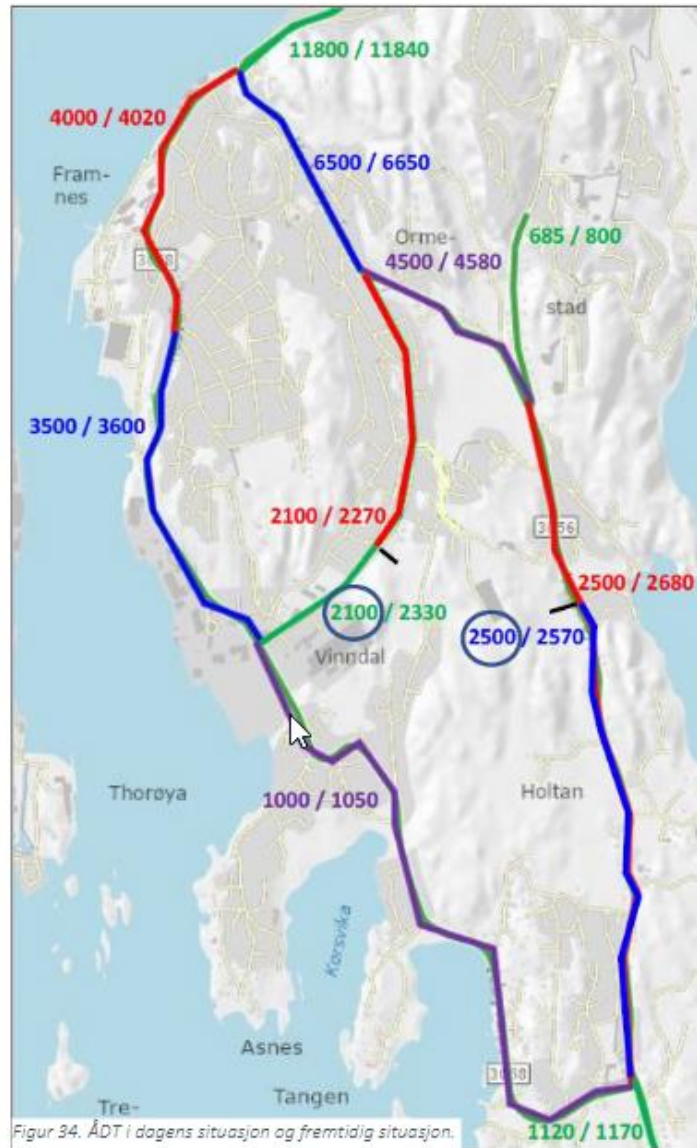 11800 / 11840
4000 / 4020
Fram-
nes
6500 / 6650
Orme-
4500 / 4580
685 / 800
stad
3500 / 3600
2100 / 2270
3056
2500 / 2680
2100 / 2330
2500 / 2570
Vinndal
Thorøya
1000 / 1050
Holtan
Korsvika
Asnes
3058
Tangen
Tre-
1120 / 1170
Figur 34. ÅDT i dagens situasjon og fremtidig situasjon.